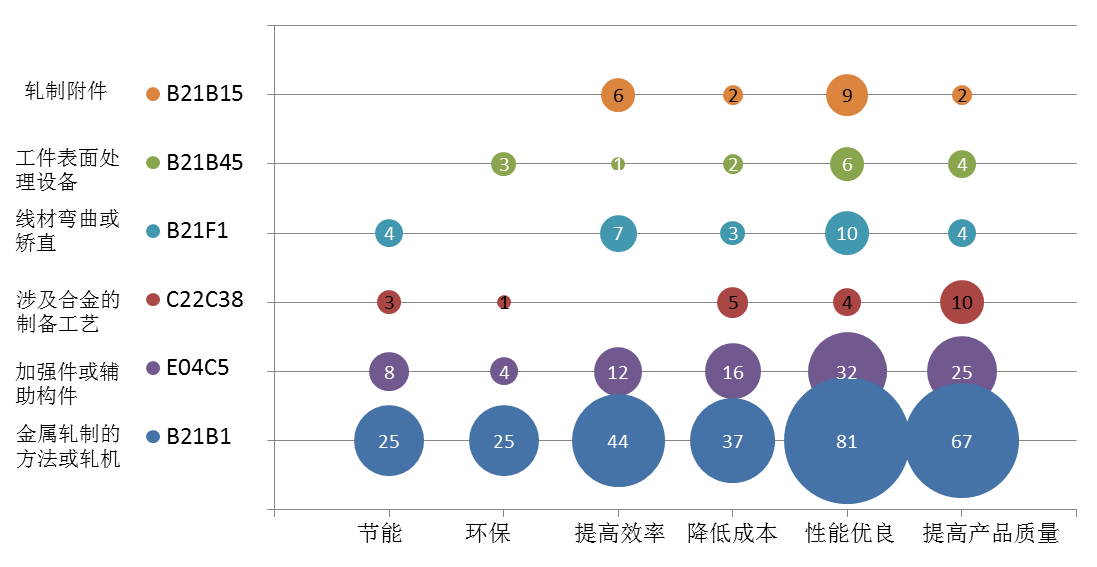 轧制附件
B21B15
6
2
9
2
工件表面处
理设备
B21B45
3
1
2
6
4
线材弯曲或
矫直
B21F1
4
7
3
10
4
涉及合金的
制备工艺
C22C38
3
1
5
4
10
加强件或辅
助构件
E04C5
8
4
12
16
32
25
金属轧制的
方法或轧机
B21B1
25
25
44
37
81
67
节能
环保
提高效率
降低成本
性能优良
提高产品质量